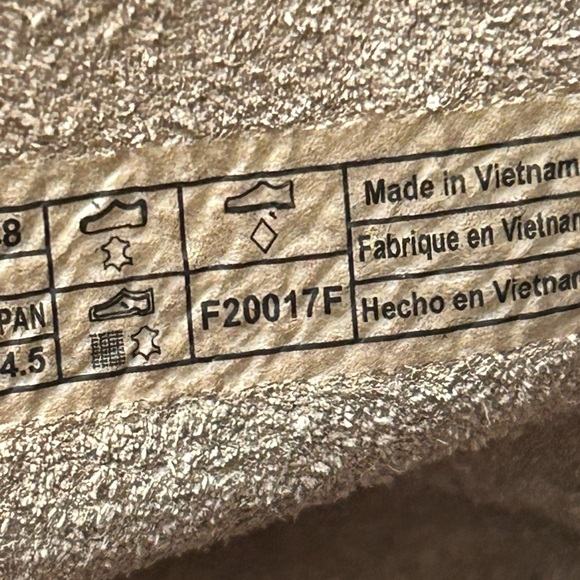 8
PAN
4.5
F20017F
Made in Vietnam
Fabrique en Vietnam
Hecho en Vietnam